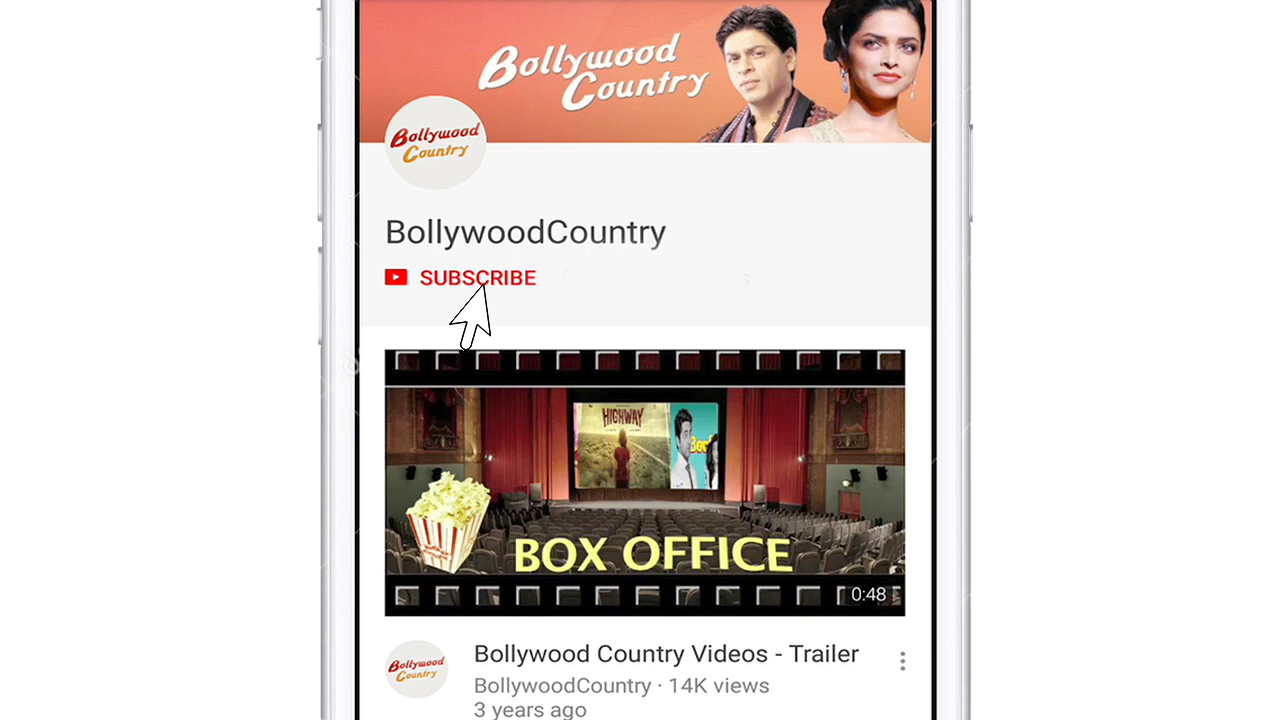 Bollywood
Country
Bollywood
Country
BollywoodCountry
SUBSCRIBE
HIGHWAY
BOX OFFICE
0:48
Bollywood
Country
Bollywood Country Videos - Trailer
BollywoodCountry · 14K views
3 years ago